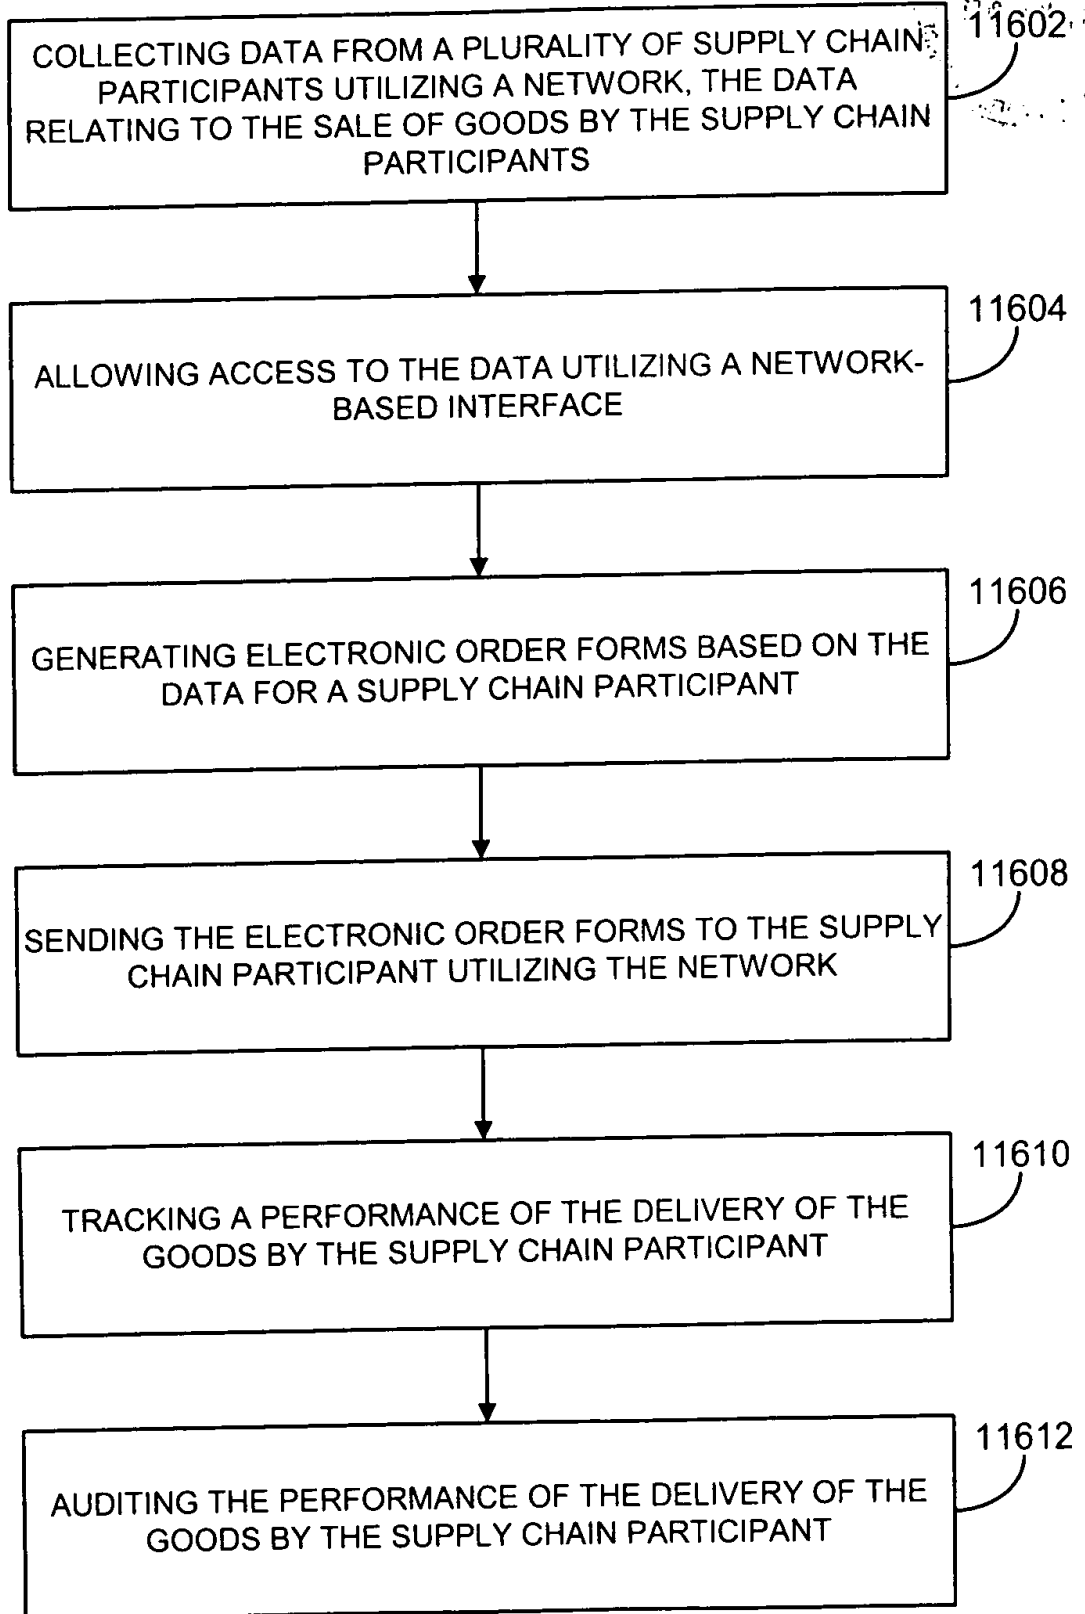 COLLECTING DATA FROM A PLURALITY OF SUPPLY CHAIN
PARTICIPANTS UTILIZING A NETWORK, THE DATA
RELATING TO THE SALE OF GOODS BY THE SUPPLY CHAIN
PARTICIPANTS
11602
ALLOWING ACCESS TO THE DATA UTILIZING A NETWORK-
BASED INTERFACE
11604
GENERATING ELECTRONIC ORDER FORMS BASED ON THE
DATA FOR A SUPPLY CHAIN PARTICIPANT
11606
SENDING THE ELECTRONIC ORDER FORMS TO THE SUPPLY
CHAIN PARTICIPANT UTILIZING THE NETWORK
11608
TRACKING A PERFORMANCE OF THE DELIVERY OF THE
GOODS BY THE SUPPLY CHAIN PARTICIPANT
11610
AUDITING THE PERFORMANCE OF THE DELIVERY OF THE
GOODS BY THE SUPPLY CHAIN PARTICIPANT
11612